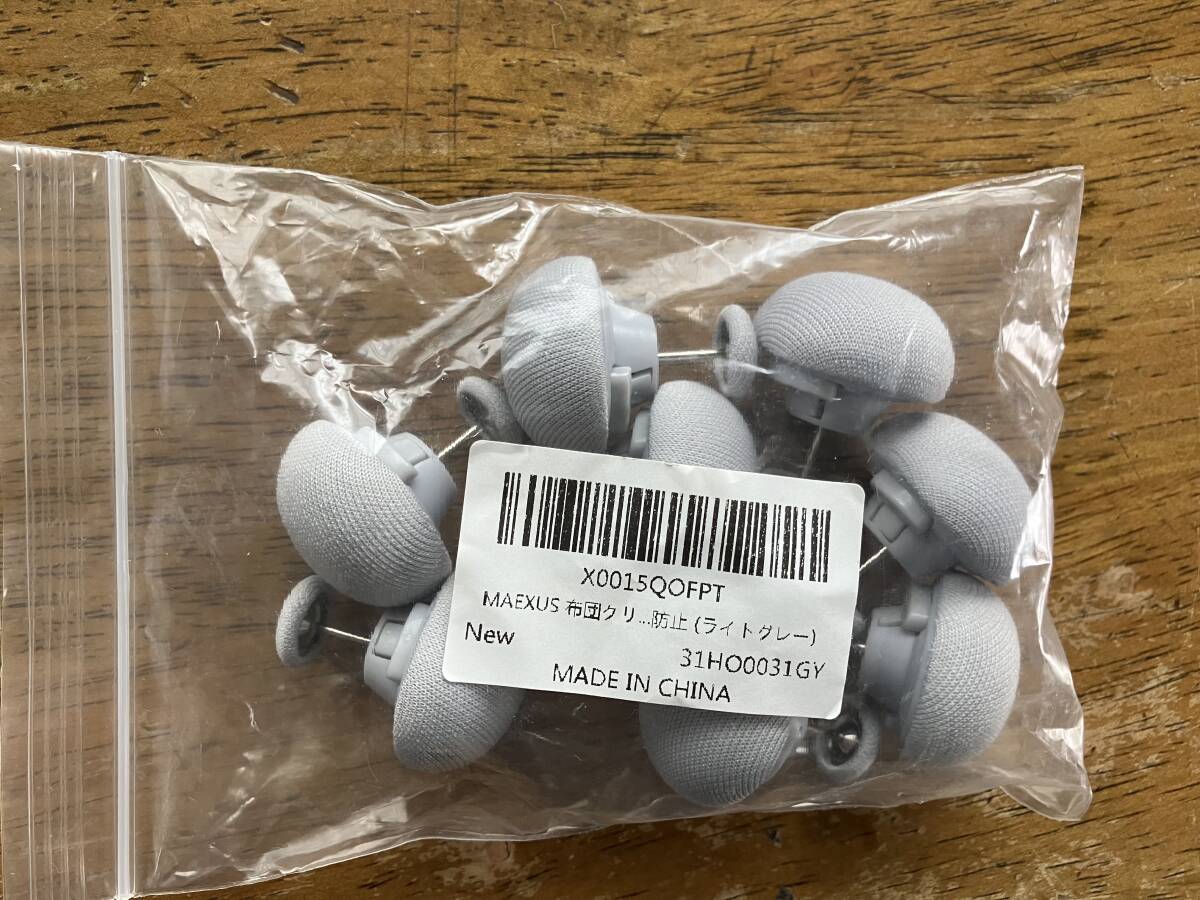 X0015QOFPT
MAEXUS 布団クリ...防止 (ライトグレー)
New
31HO0031GY
MADE IN CHINA